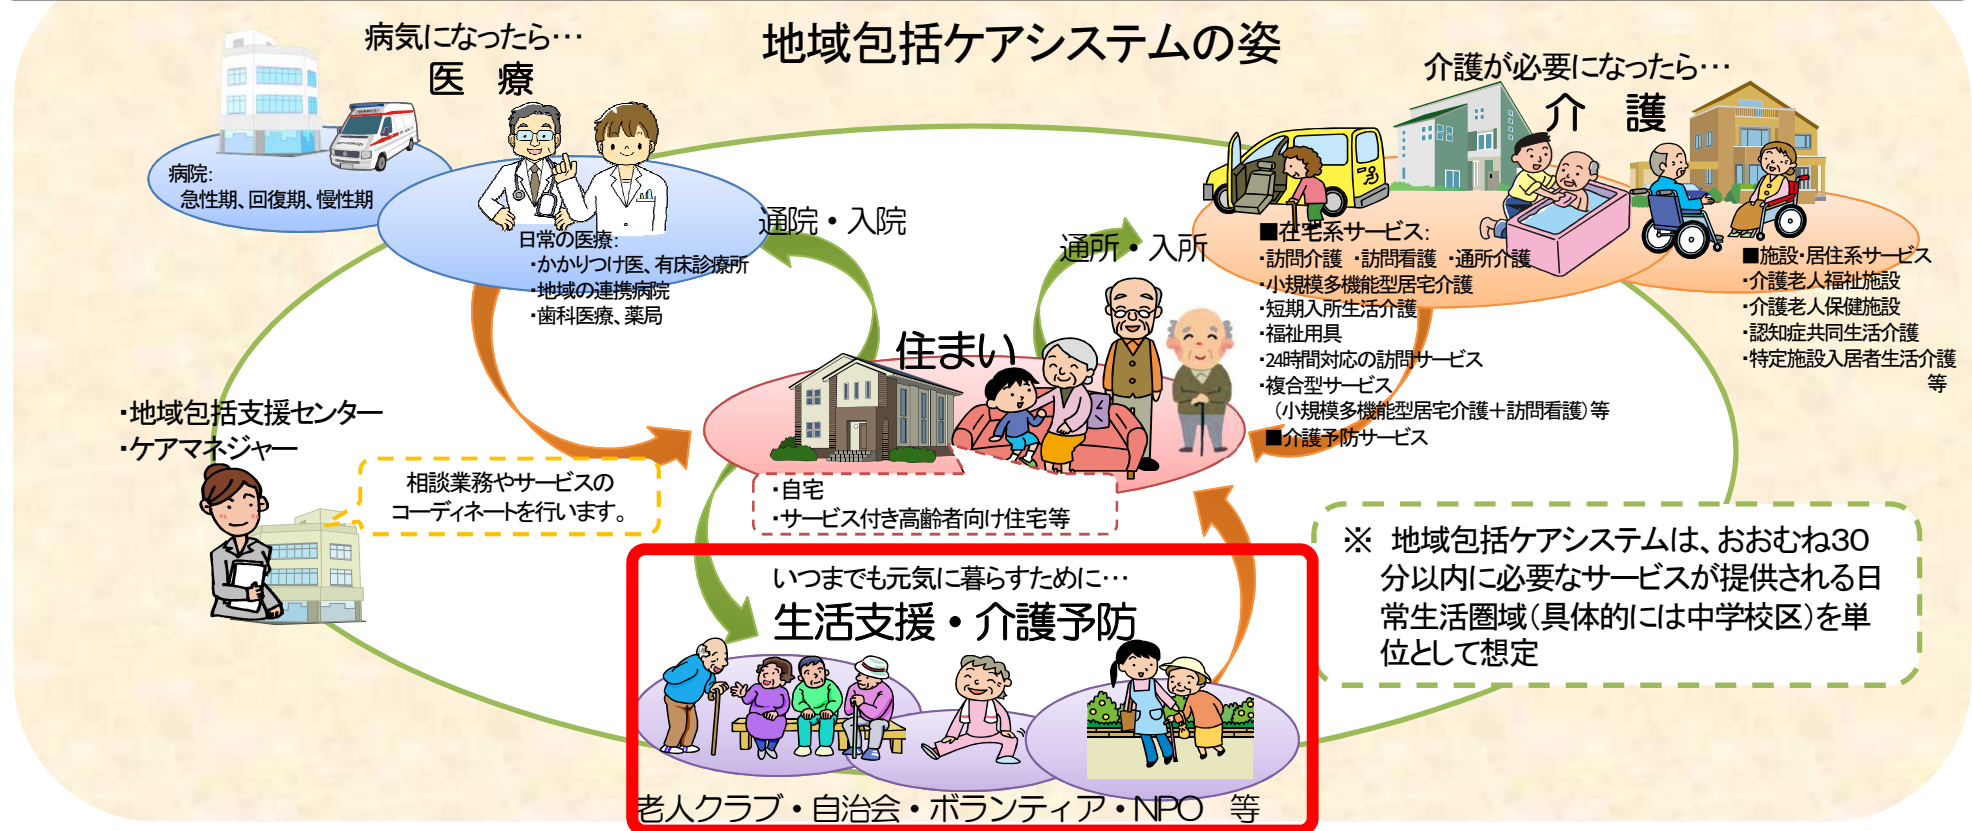 地域包括ケアシステムの姿
病気になったら…
医　療
病院:
急性期、回復期、慢性期
日常の医療:
・かかりつけ医、有床診療所
・地域の連携病院
・歯科医療、薬局
通院・入院
通所・入所
介護が必要になったら…
介　護
■在宅系サービス:
・訪問介護 ・訪問看護 ・通所介護
・小規模多機能型居宅介護
・短期入所生活介護
・福祉用具
・24時間対応の訪問サービス
・複合型サービス
（小規模多機能型居宅介護＋訪問看護）等
■介護予防サービス
■施設・居住系サービス
・介護老人福祉施設
・介護老人保健施設
・認知症共同生活介護
・特定施設入居者生活介護
等
住まい
・自宅
・サービス付き高齢者向け住宅等
・地域包括支援センター
・ケアマネジャー
相談業務やサービスの
コーディネートを行います。
いつまでも元気に暮らすために…
生活支援・介護予防
老人クラブ・自治会・ボランティア・NPO　等
※　地域包括ケアシステムは、おおむね30
分以内に必要なサービスが提供される日
常生活圏域（具体的には中学校区）を単
位として想定